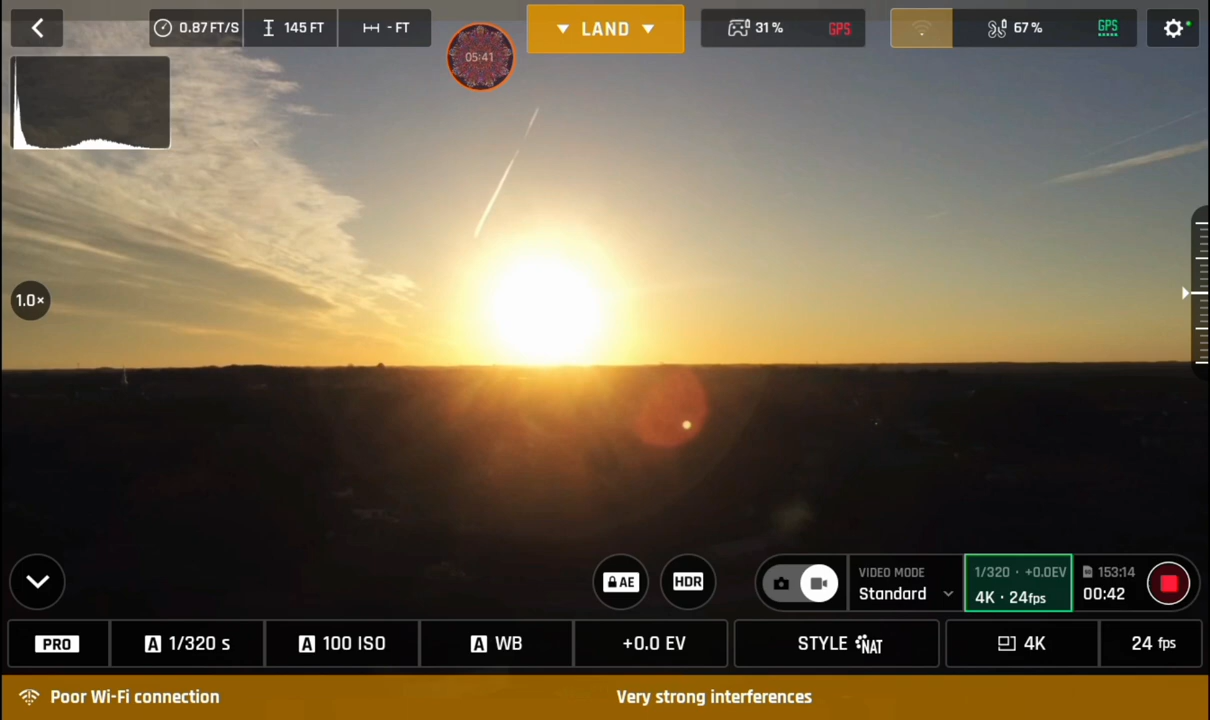 0.87 FT/S
145 FT
- FT
05:41
LAND
31 %
GPS
67 %
GPS
1.0×
AE
HDR
VIDEO MODE
Standard
1/320 · +0.0EV
4K · 24fps
153:14
00:42
PRO
A 1/320 s
A 100 ISO
A WB
+0.0 EV
STYLE NAT
4K
24 fps
Poor Wi-Fi connection
Very strong interferences